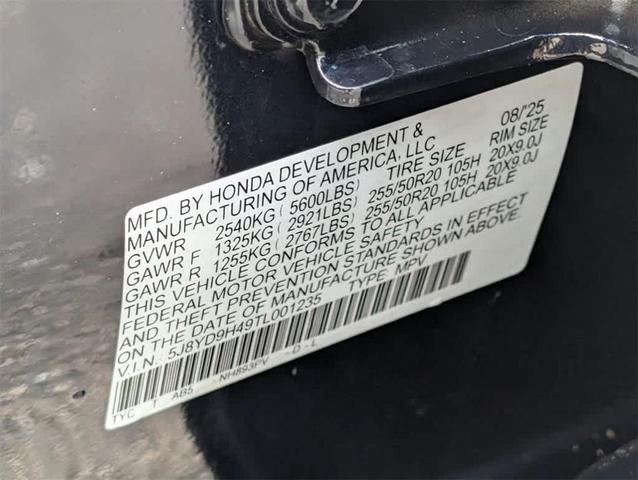 MFD. BY HONDA DEVELOPMENT & 08/'25
MANUFACTURING OF AMERICA, LLC
GVWR 2540KG (5600LBS) TIRE SIZE RIM SIZE
GAWR F 1325KG (2921LBS) 255/50R20 105H 20X9.0J
GAWR R 1255KG (2767LBS) 255/50R20 105H 20X9.0J
THIS VEHICLE CONFORMS TO ALL APPLICABLE
FEDERAL MOTOR VEHICLE SAFETY
AND THEFT PREVENTION STANDARDS IN EFFECT
ON THE DATE OF MANUFACTURE SHOWN ABOVE.
V.I.N.: 5J8YD9H49TL001235 TYPE: MPV
TYC T AB5 -NH893PV -D-L